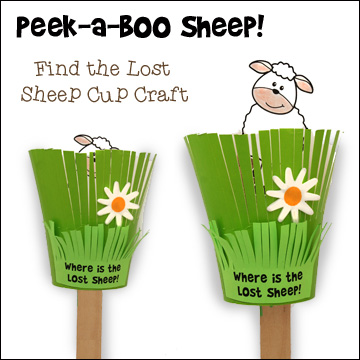 Peek-a-Boo Sheep!
Find the Lost
Sheep Cup Craft
Where is the
Lost Sheep!
Where is the
Lost Sheep!